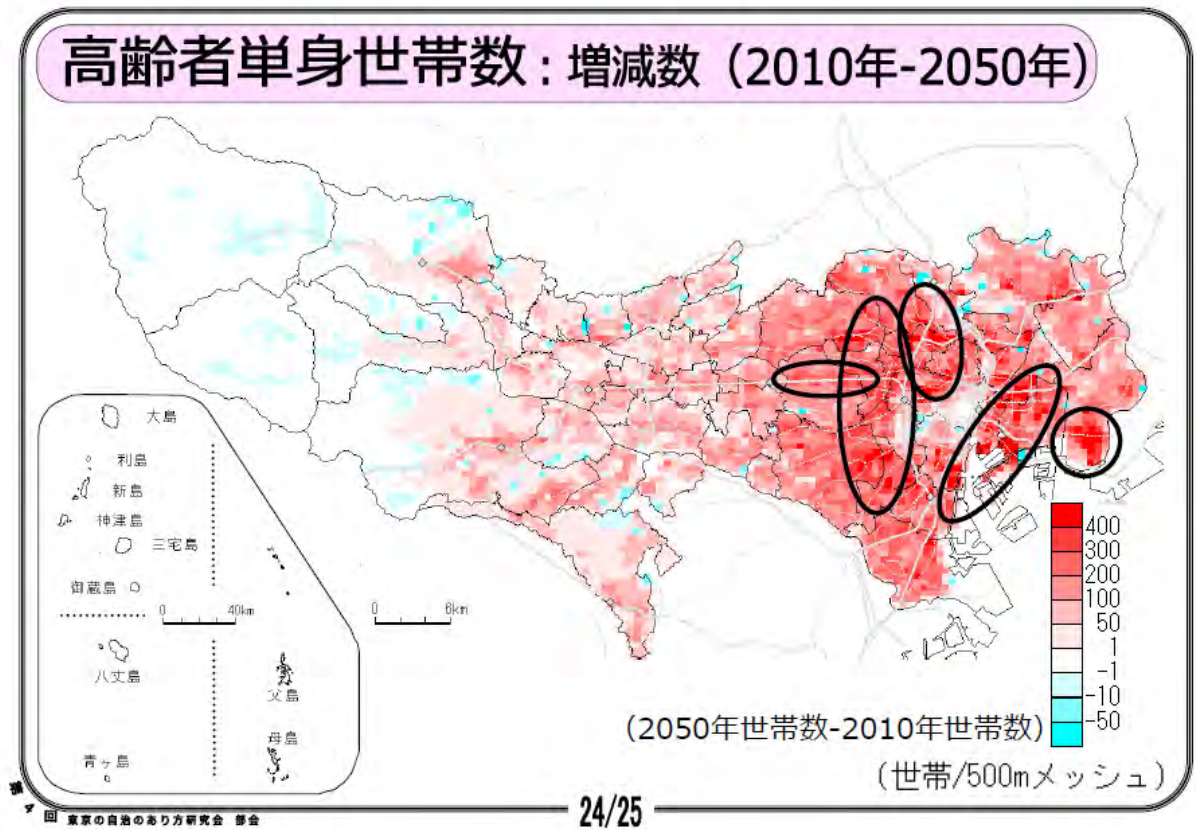 高齢者単身世帯数：増減数（2010年-2050年）
大島
利島
新島
神津島
三宅島
御蔵島
0 40km
0 6km
八丈島
父島
母島
青ヶ島
400
300
200
100
50
1
-1
-10
-50
（2050年世帯数-2010年世帯数）
（世帯/500mメッシュ）
第4回 東京の自治のあり方研究会 部会
24/25